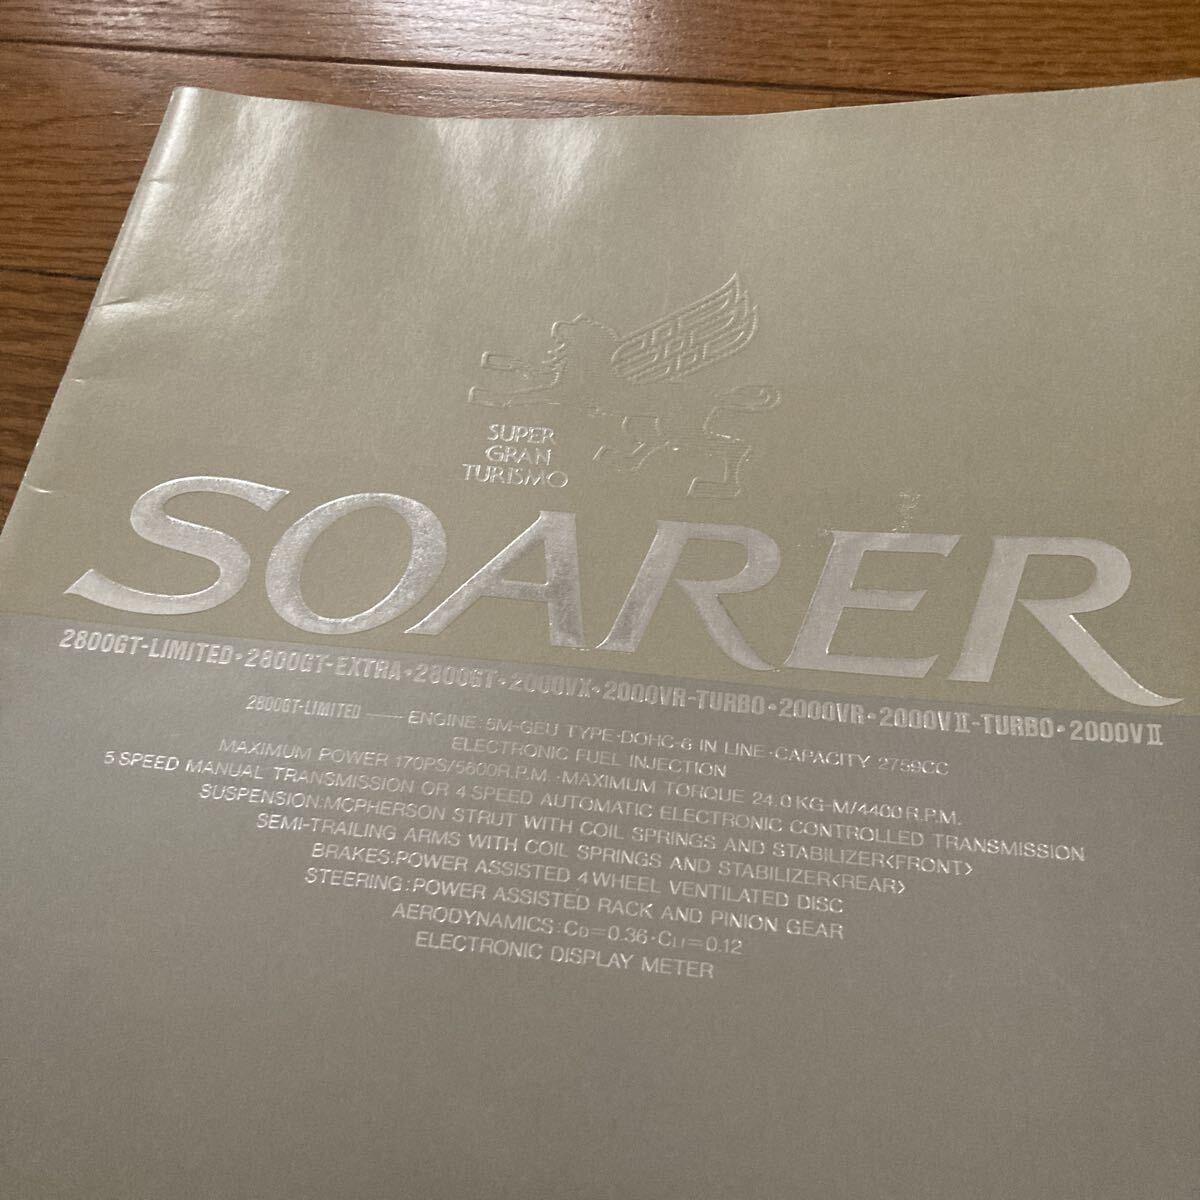 SUPER
GRAN
TURISMO
SOARER
2800GT-LIMITED・2800GT-EXTRA・2800GT・2000VX・2000VR-TURBO・2000VR・2000VII-TURBO・2000VII
2800GT-LIMITED —— ENGINE:5M-GEU TYPE・DOHC-6 IN LINE・CAPACITY 2759CC
ELECTRONIC FUEL INJECTION
MAXIMUM POWER 170PS/5600R.P.M.・MAXIMUM TORQUE 24.0KG-M/4400R.P.M.
5 SPEED MANUAL TRANSMISSION OR 4 SPEED AUTOMATIC ELECTRONIC CONTROLLED TRANSMISSION
SUSPENSION:MCPHERSON STRUT WITH COIL SPRINGS AND STABILIZER<FRONT>
SEMI-TRAILING ARMS WITH COIL SPRINGS AND STABILIZER<REAR>
BRAKES:POWER ASSISTED 4 WHEEL VENTILATED DISC
STEERING:POWER ASSISTED RACK AND PINION GEAR
AERODYNAMICS:CD=0.36・CLf=0.12
ELECTRONIC DISPLAY METER